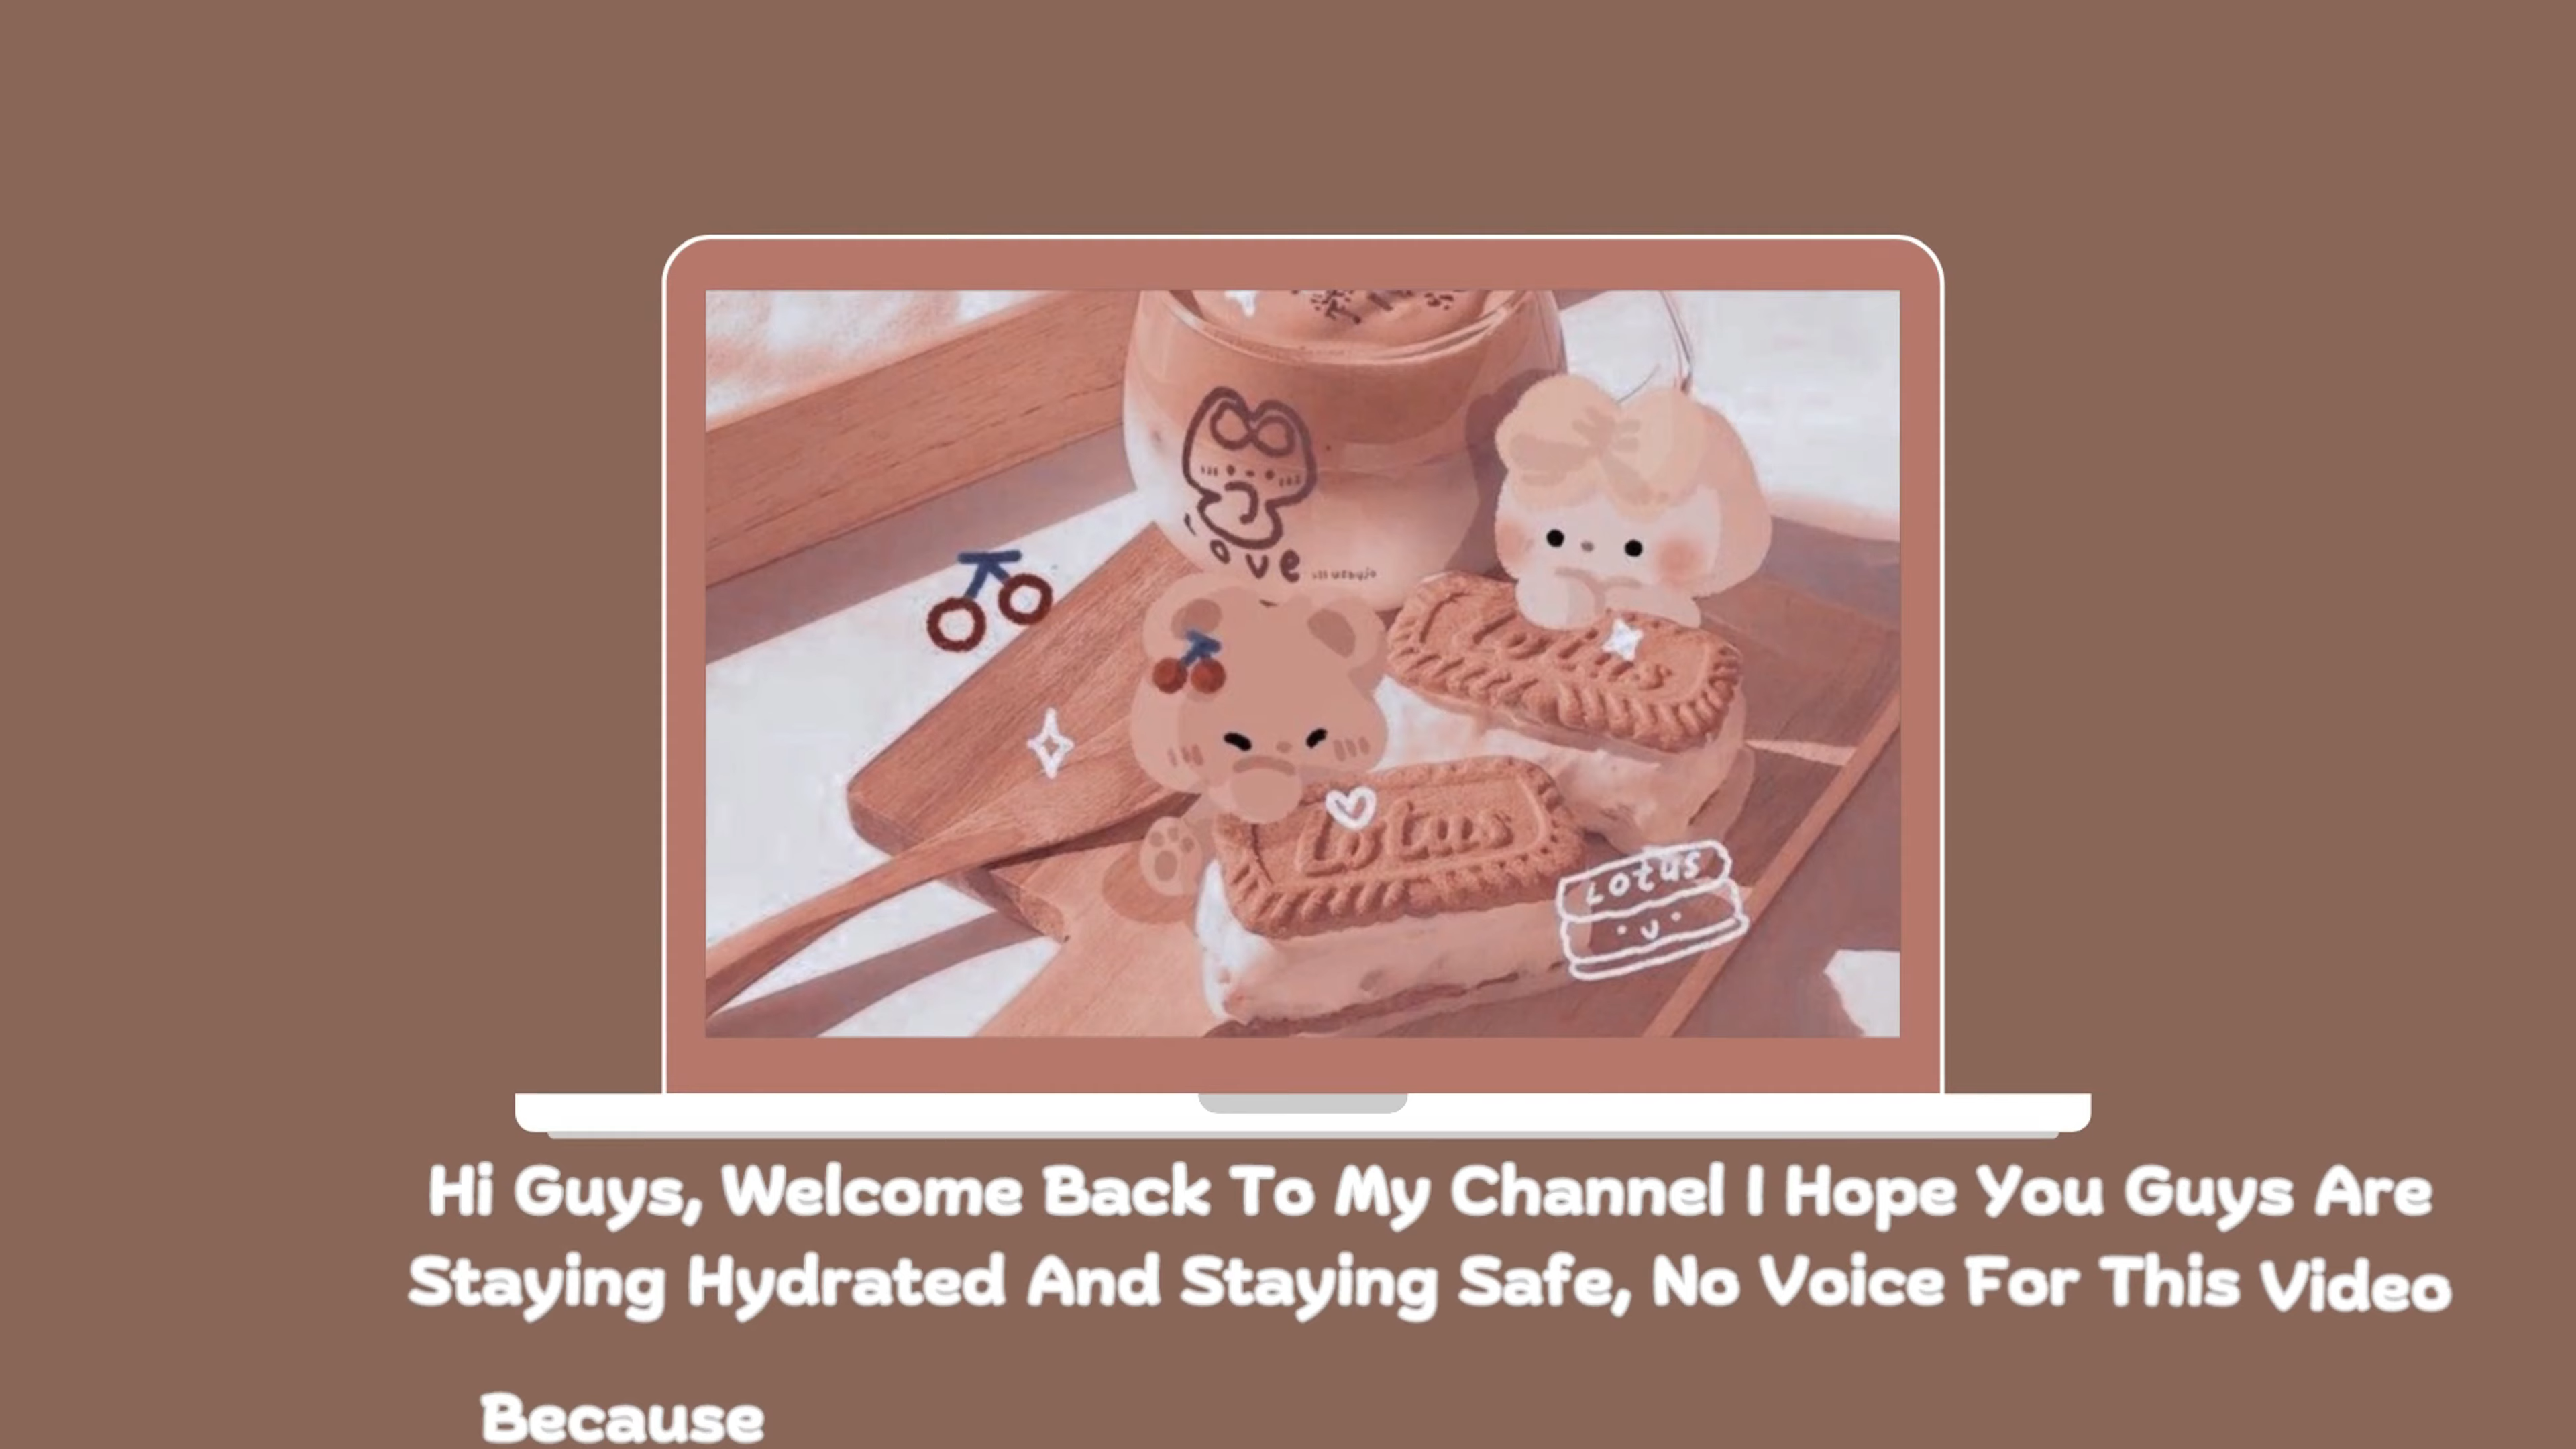 ove
Lotus
Lotus
LOTUS
Hi Guys, Welcome Back To My Channel I Hope You Guys Are
Staying Hydrated And Staying Safe, No Voice For This Video
Because